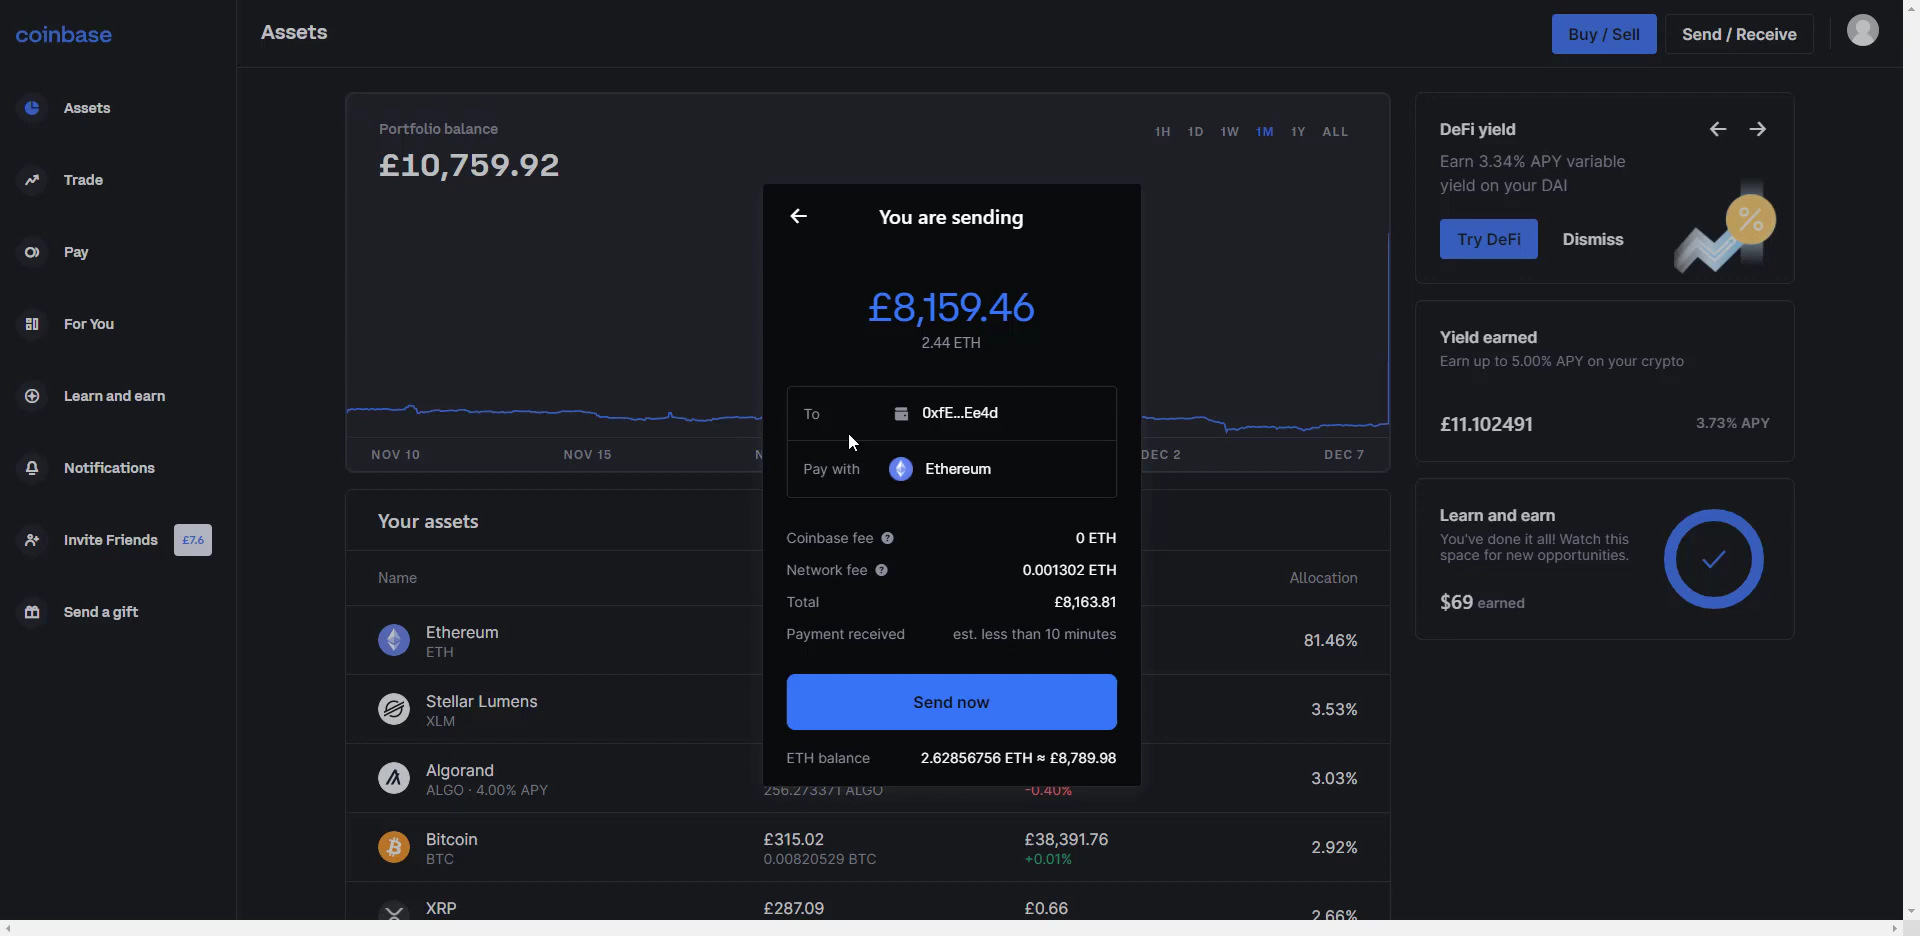 coinbase
Assets
Trade
Pay
For You
Learn and earn
Notifications
Invite Friends £7.6
Send a gift
Assets
Buy / Sell
Send / Receive
Portfolio balance
£10,759.92
1H 1D 1W 1M 1Y ALL
NOV 10 NOV 15 DEC 2 DEC 7
You are sending
£8,159.46
2.44 ETH
To 0xfE...Ee4d
Pay with Ethereum
Coinbase fee ? 0 ETH
Network fee ? 0.001302 ETH
Total £8,163.81
Payment received est. less than 10 minutes
Send now
ETH balance 2.62856756 ETH ≈ £8,789.98
Your assets
Name Allocation
Ethereum
ETH
81.46%
Stellar Lumens
XLM
3.53%
Algorand
ALGO · 4.00% APY
256.273371 ALGO
-0.40%
3.03%
Bitcoin
BTC
£315.02
0.00820529 BTC
£38,391.76
+0.01%
2.92%
XRP £287.09 £0.66 2.66%
DeFi yield
Earn 3.34% APY variable
yield on your DAI
Try DeFi Dismiss
%
Yield earned
Earn up to 5.00% APY on your crypto
£11.102491 3.73% APY
Learn and earn
You've done it all! Watch this
space for new opportunities.
$69 earned